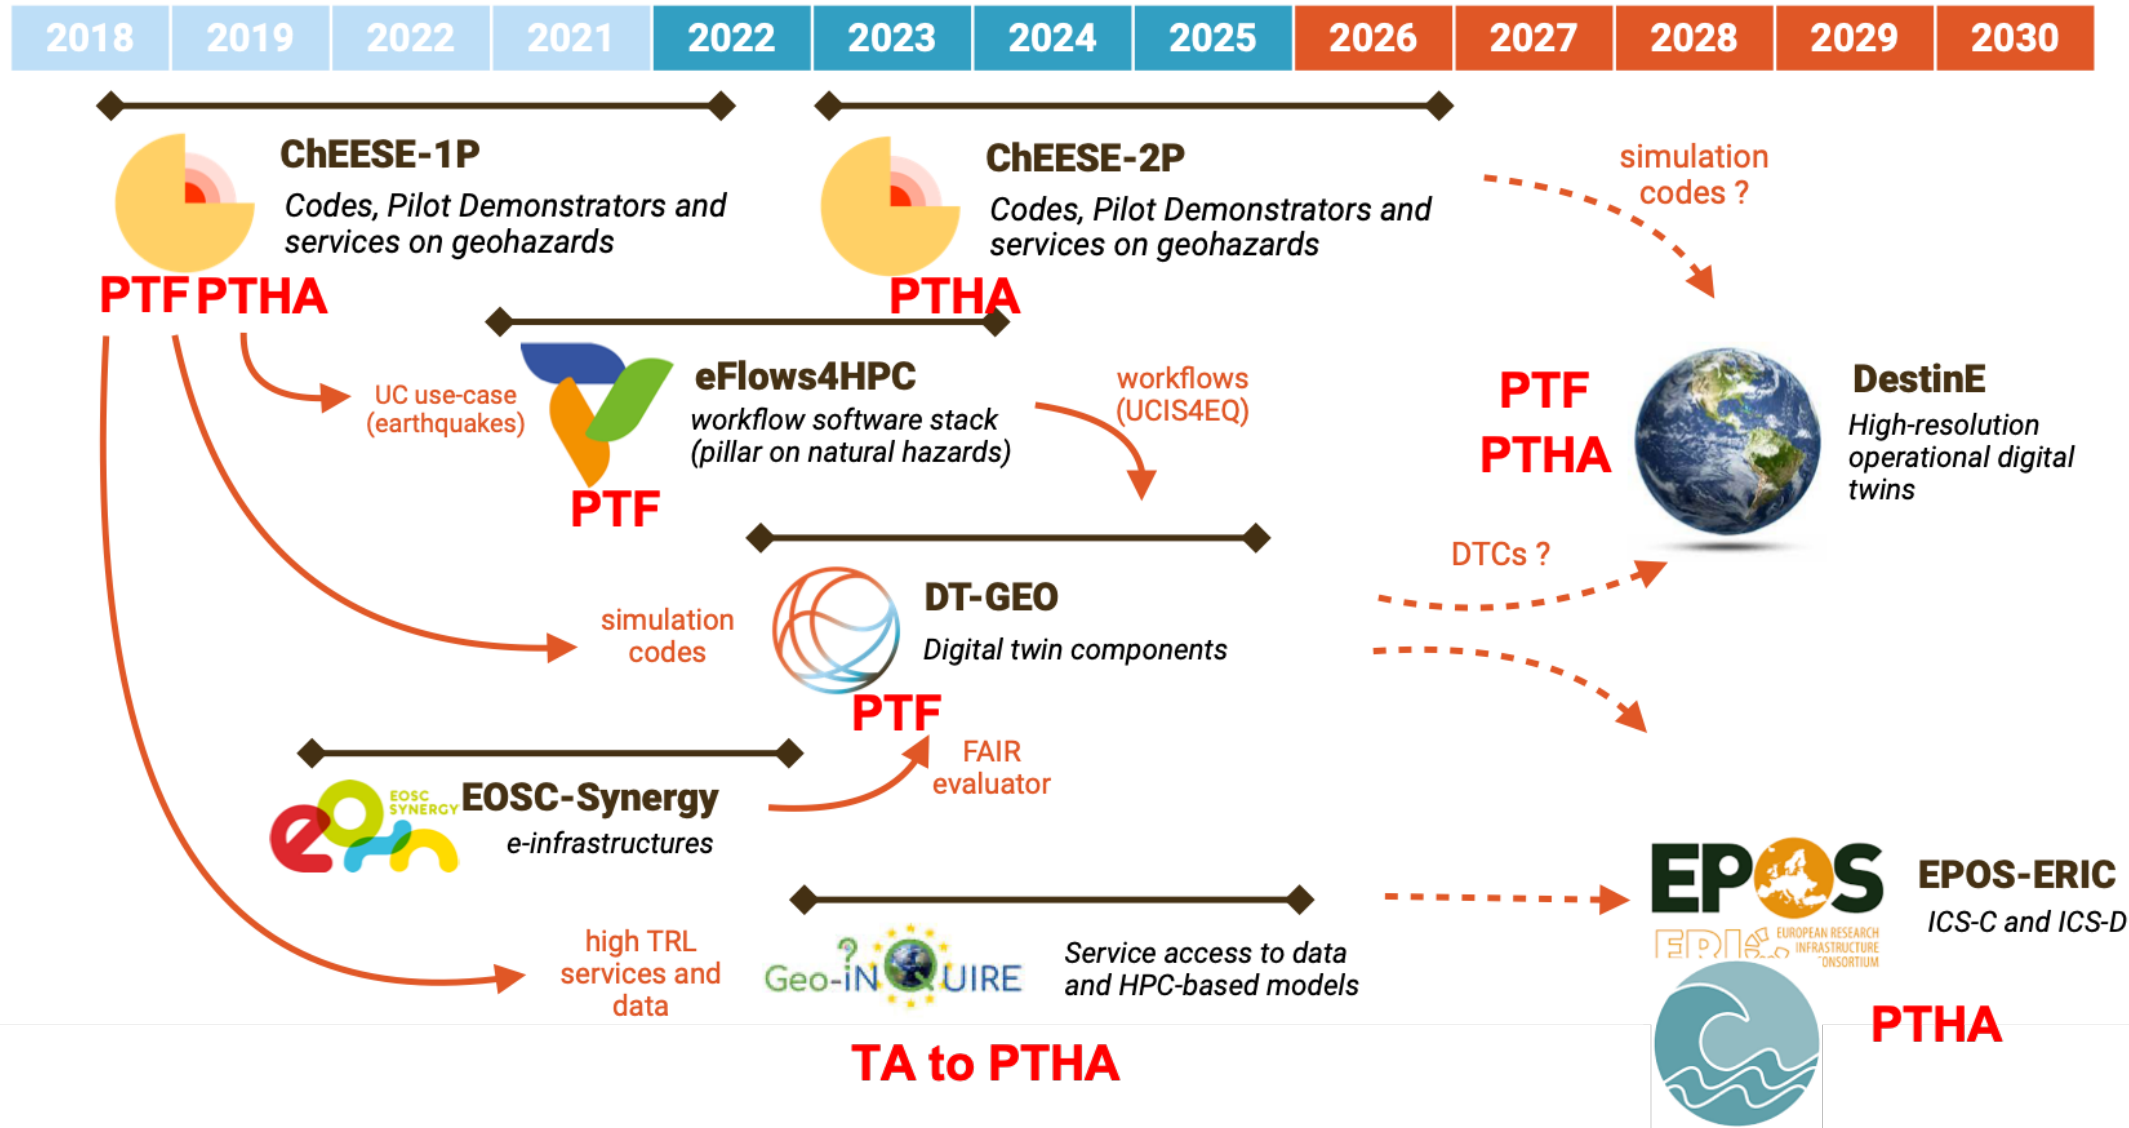 2018 2019 2022 2021 2022 2023 2024 2025 2026 2027 2028 2029 2030
ChEESE-1P
Codes, Pilot Demonstrators and
services on geohazards
PTF PTHA
ChEESE-2P
Codes, Pilot Demonstrators and
services on geohazards
PTHA
simulation
codes ?
UC use-case
(earthquakes)
eFlows4HPC
workflow software stack
(pillar on natural hazards)
PTF
workflows
(UCIS4EQ)
PTF
PTHA
DestinE
High-resolution
operational digital
twins
DTCs ?
simulation
codes
DT-GEO
Digital twin components
PTF
FAIR
evaluator
EOSC
SYNERGY
EOSC-Synergy
e-infrastructures
high TRL
services and
data
Geo-iNQUIRE
Service access to data
and HPC-based models
TA to PTHA
EPOS
ERIC
EUROPEAN RESEARCH
INFRASTRUCTURE
ONSORTIUM
EPOS-ERIC
ICS-C and ICS-D
PTHA